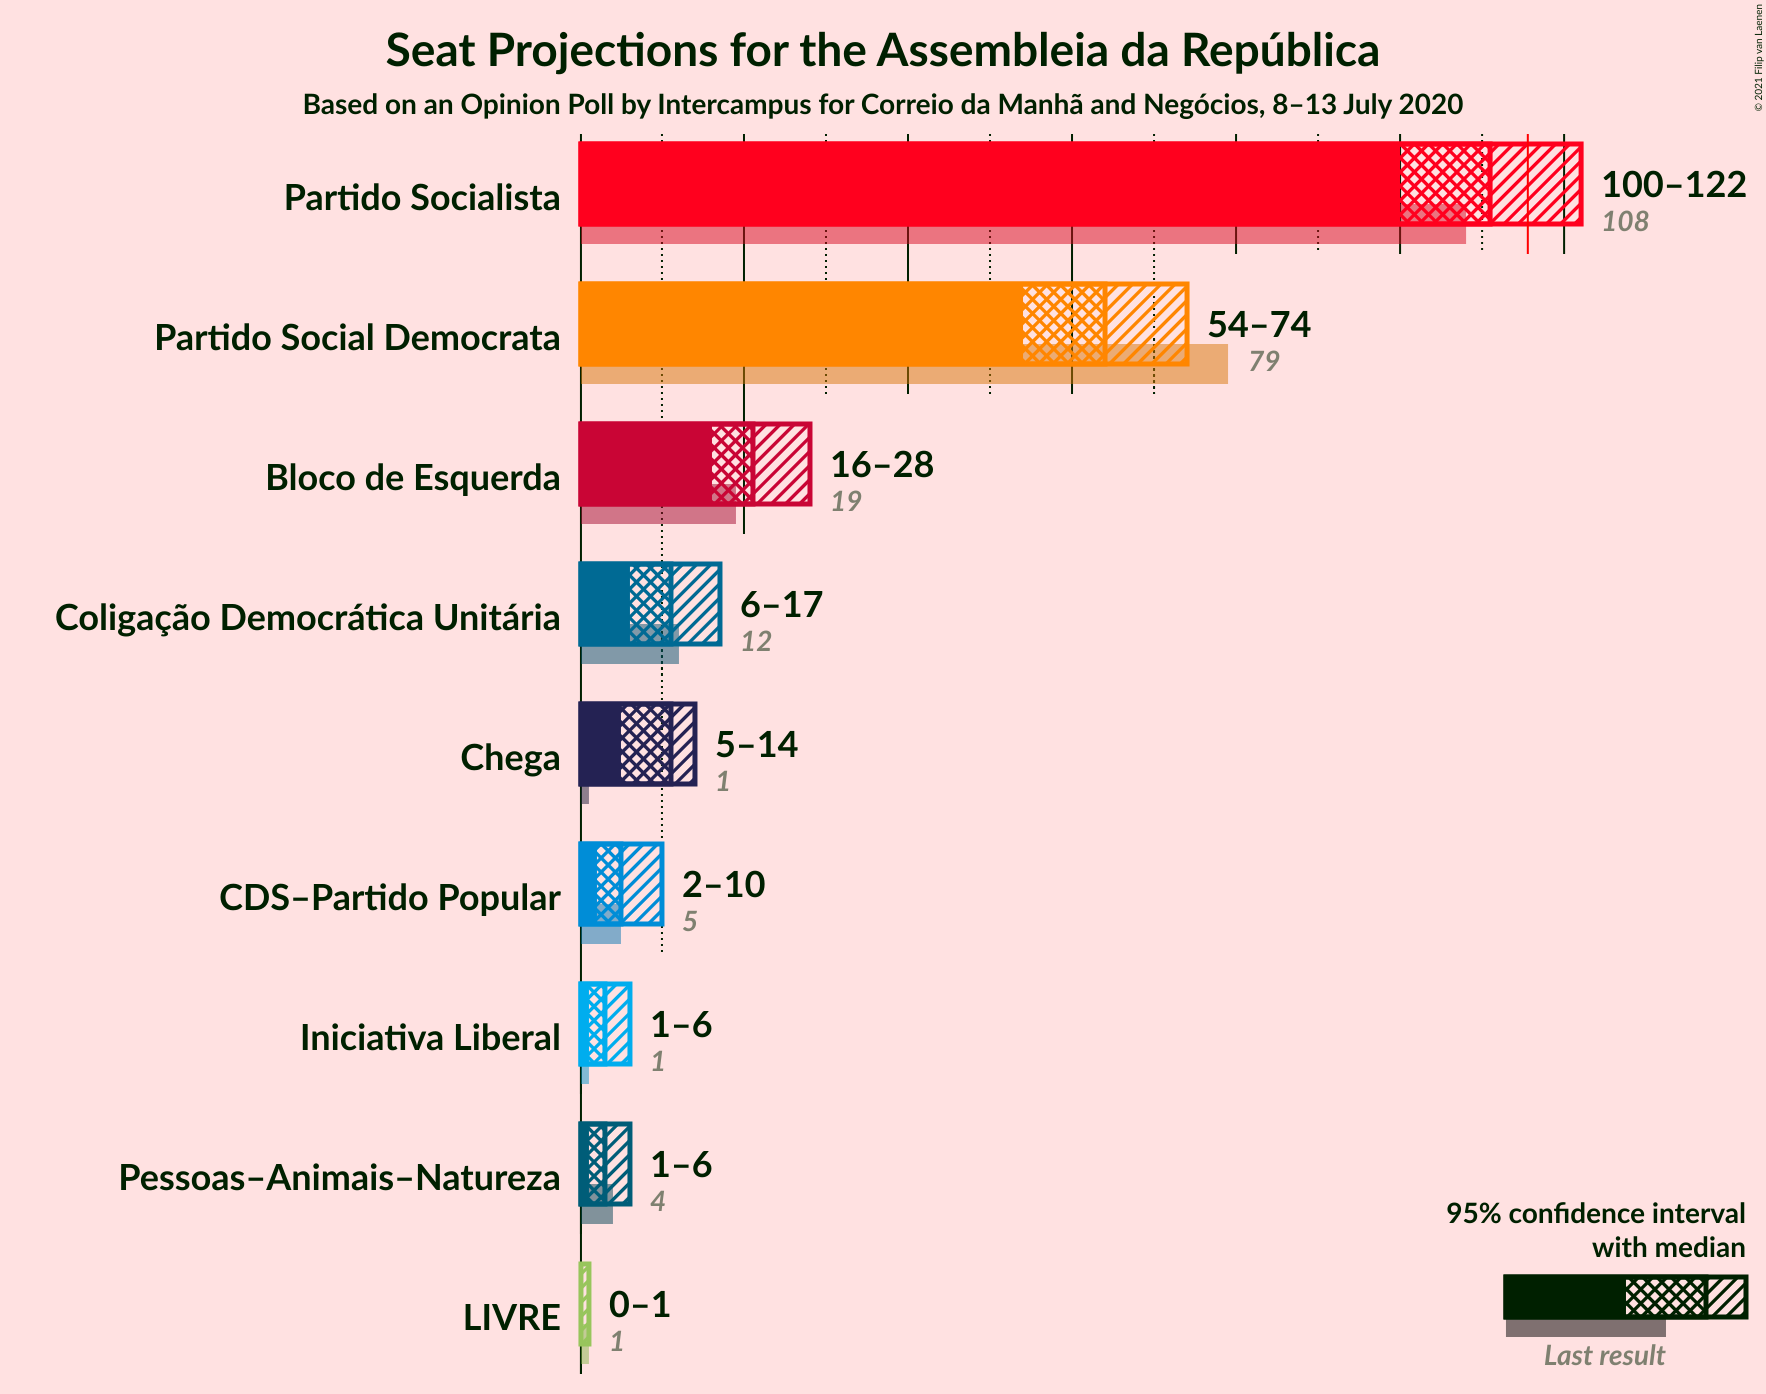 Seat Projections for the Assembleia da República
Based on an Opinion Poll by Intercampus for Correio da Manhã and Negócios, 8–13 July 2020
© 2021 Filip van Laenen
Partido Socialista
100–122
108
Partido Social Democrata
54–74
79
Bloco de Esquerda
16–28
19
Coligação Democrática Unitária
6–17
12
Chega
5–14
1
CDS–Partido Popular
2–10
5
Iniciativa Liberal
1–6
1
Pessoas–Animais–Natureza
1–6
4
LIVRE
0–1
1
95% confidence interval
with median
Last result